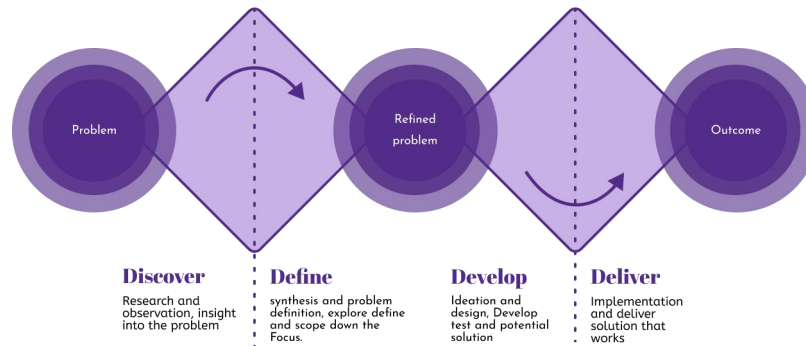 Problem
Refined
problem
Outcome
Discover
Research and
observation, insight
into the problem
Define
synthesis and problem
definition, explore define
and scope down the
Focus.
Develop
Ideation and
design, Develop
test and potential
solution
Deliver
Implementation
and deliver
solution that
works